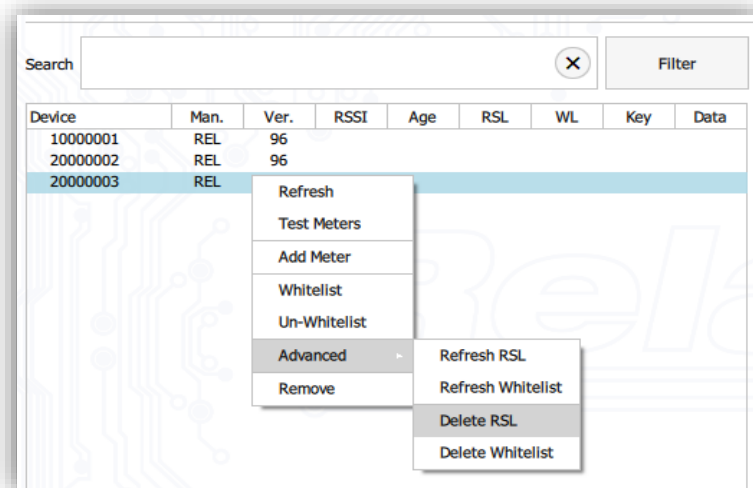 Search
Filter
Device Man. Ver. RSSI Age RSL WL Key Data
10000001 REL 96
20000002 REL 96
20000003 REL
Refresh
Test Meters
Add Meter
Whitelist
Un-Whitelist
Advanced
Remove
Refresh RSL
Refresh Whitelist
Delete RSL
Delete Whitelist